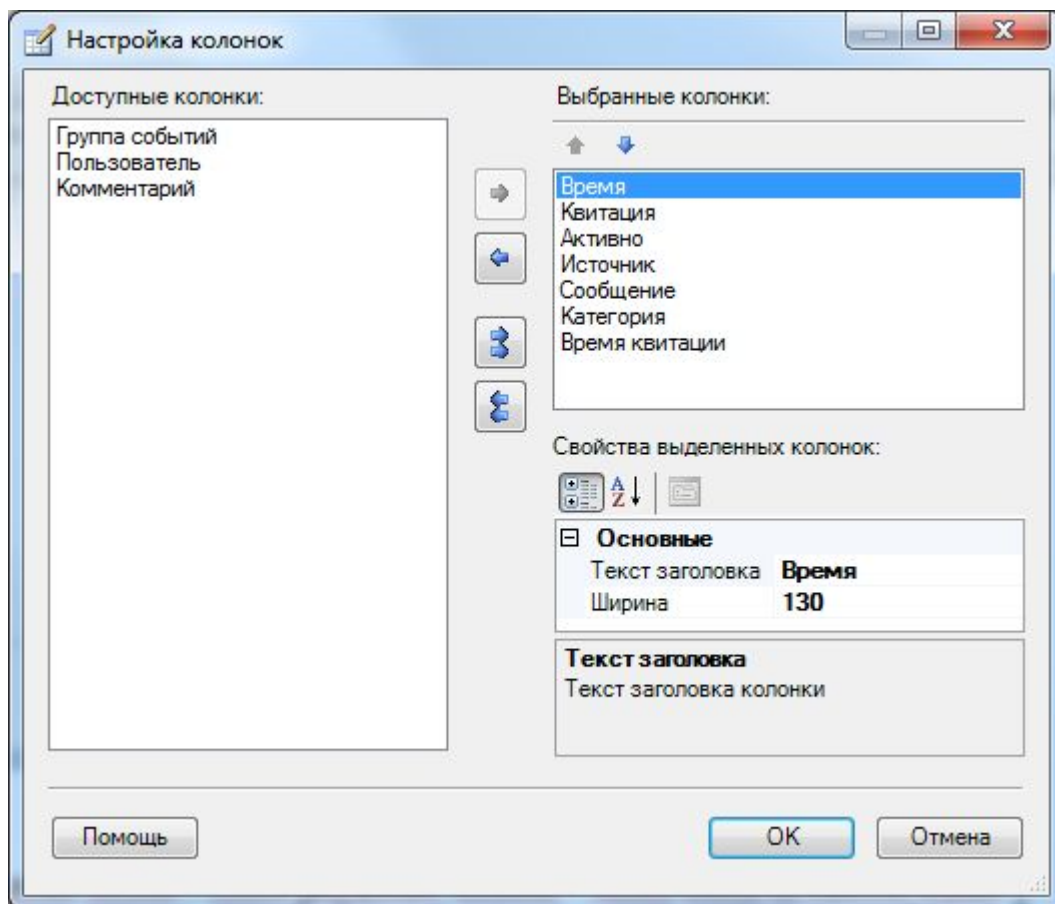 Настройка колонок
Доступные колонки:
Группа событий
Пользователь
Комментарий
Выбранные колонки:
Время
Квитация
Активно
Источник
Сообщение
Категория
Время квитации
Свойства выделенных колонок:
Основные
Текст заголовка Время
Ширина 130
Текст заголовка
Текст заголовка колонки
Помощь
OK
Отмена